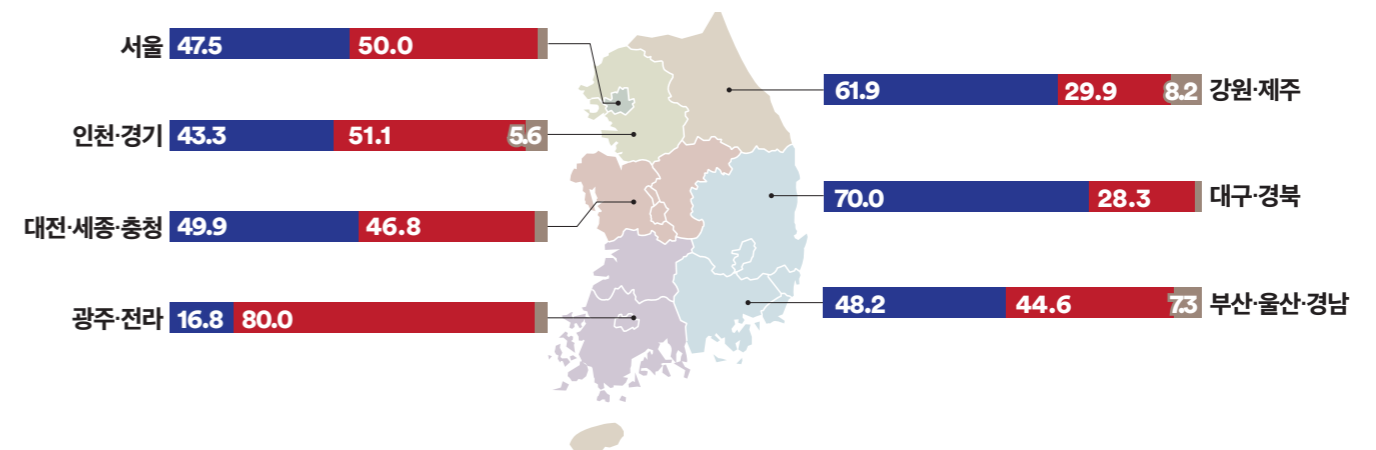 서울 47.5 50.0
인천·경기 43.3 51.1 5.6
대전·세종·충청 49.9 46.8
광주·전라 16.8 80.0
61.9 29.9 8.2 강원·제주
70.0 28.3 대구·경북
48.2 44.6 7.3 부산·울산·경남